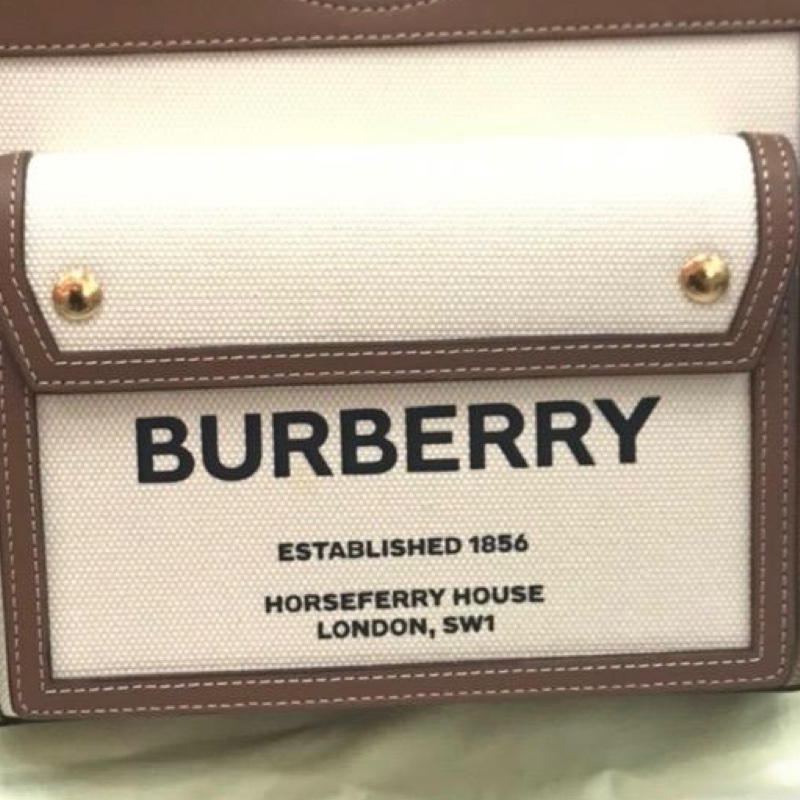 BURBERRY
ESTABLISHED 1856
HORSEFERRY HOUSE
LONDON, SW1